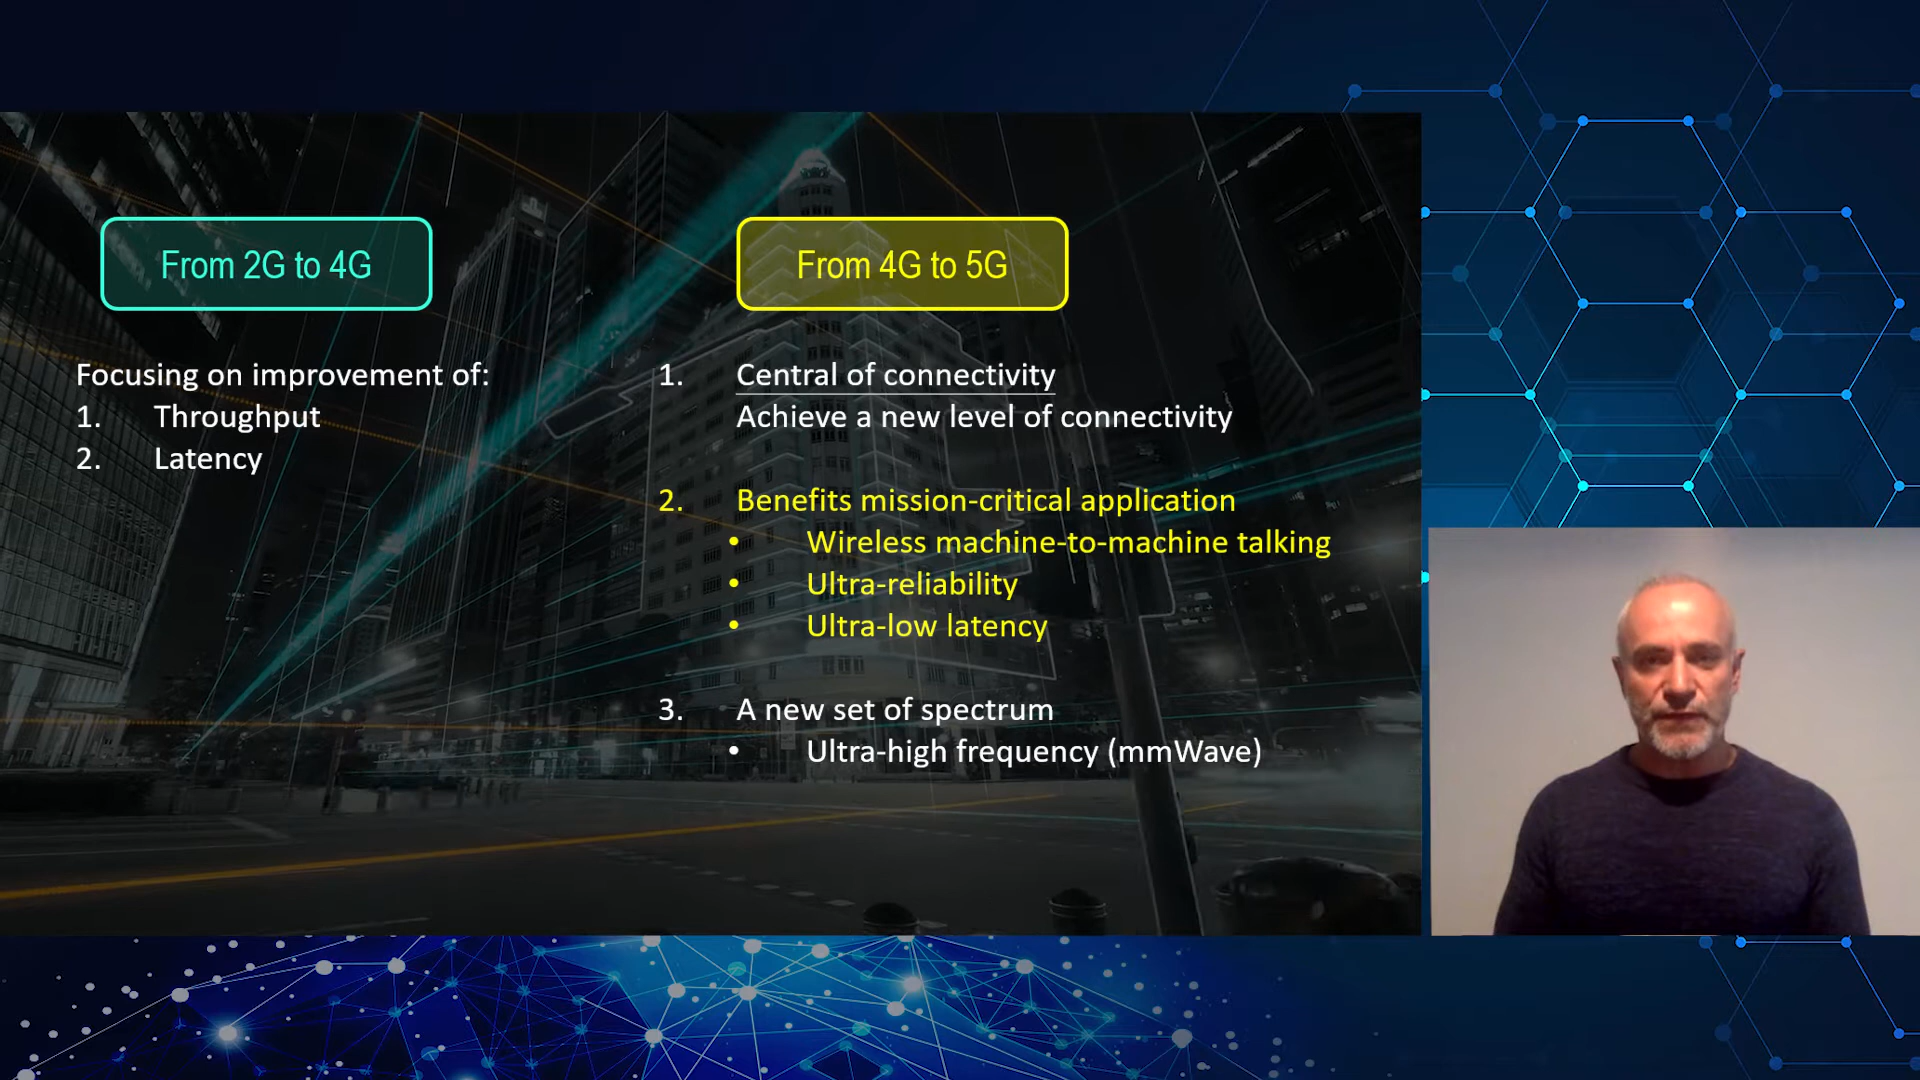 From 2G to 4G
Focusing on improvement of:
1. Throughput
2. Latency
From 4G to 5G
1. Central of connectivity
Achieve a new level of connectivity
2. Benefits mission-critical application
• Wireless machine-to-machine talking
• Ultra-reliability
• Ultra-low latency
3. A new set of spectrum
• Ultra-high frequency (mmWave)